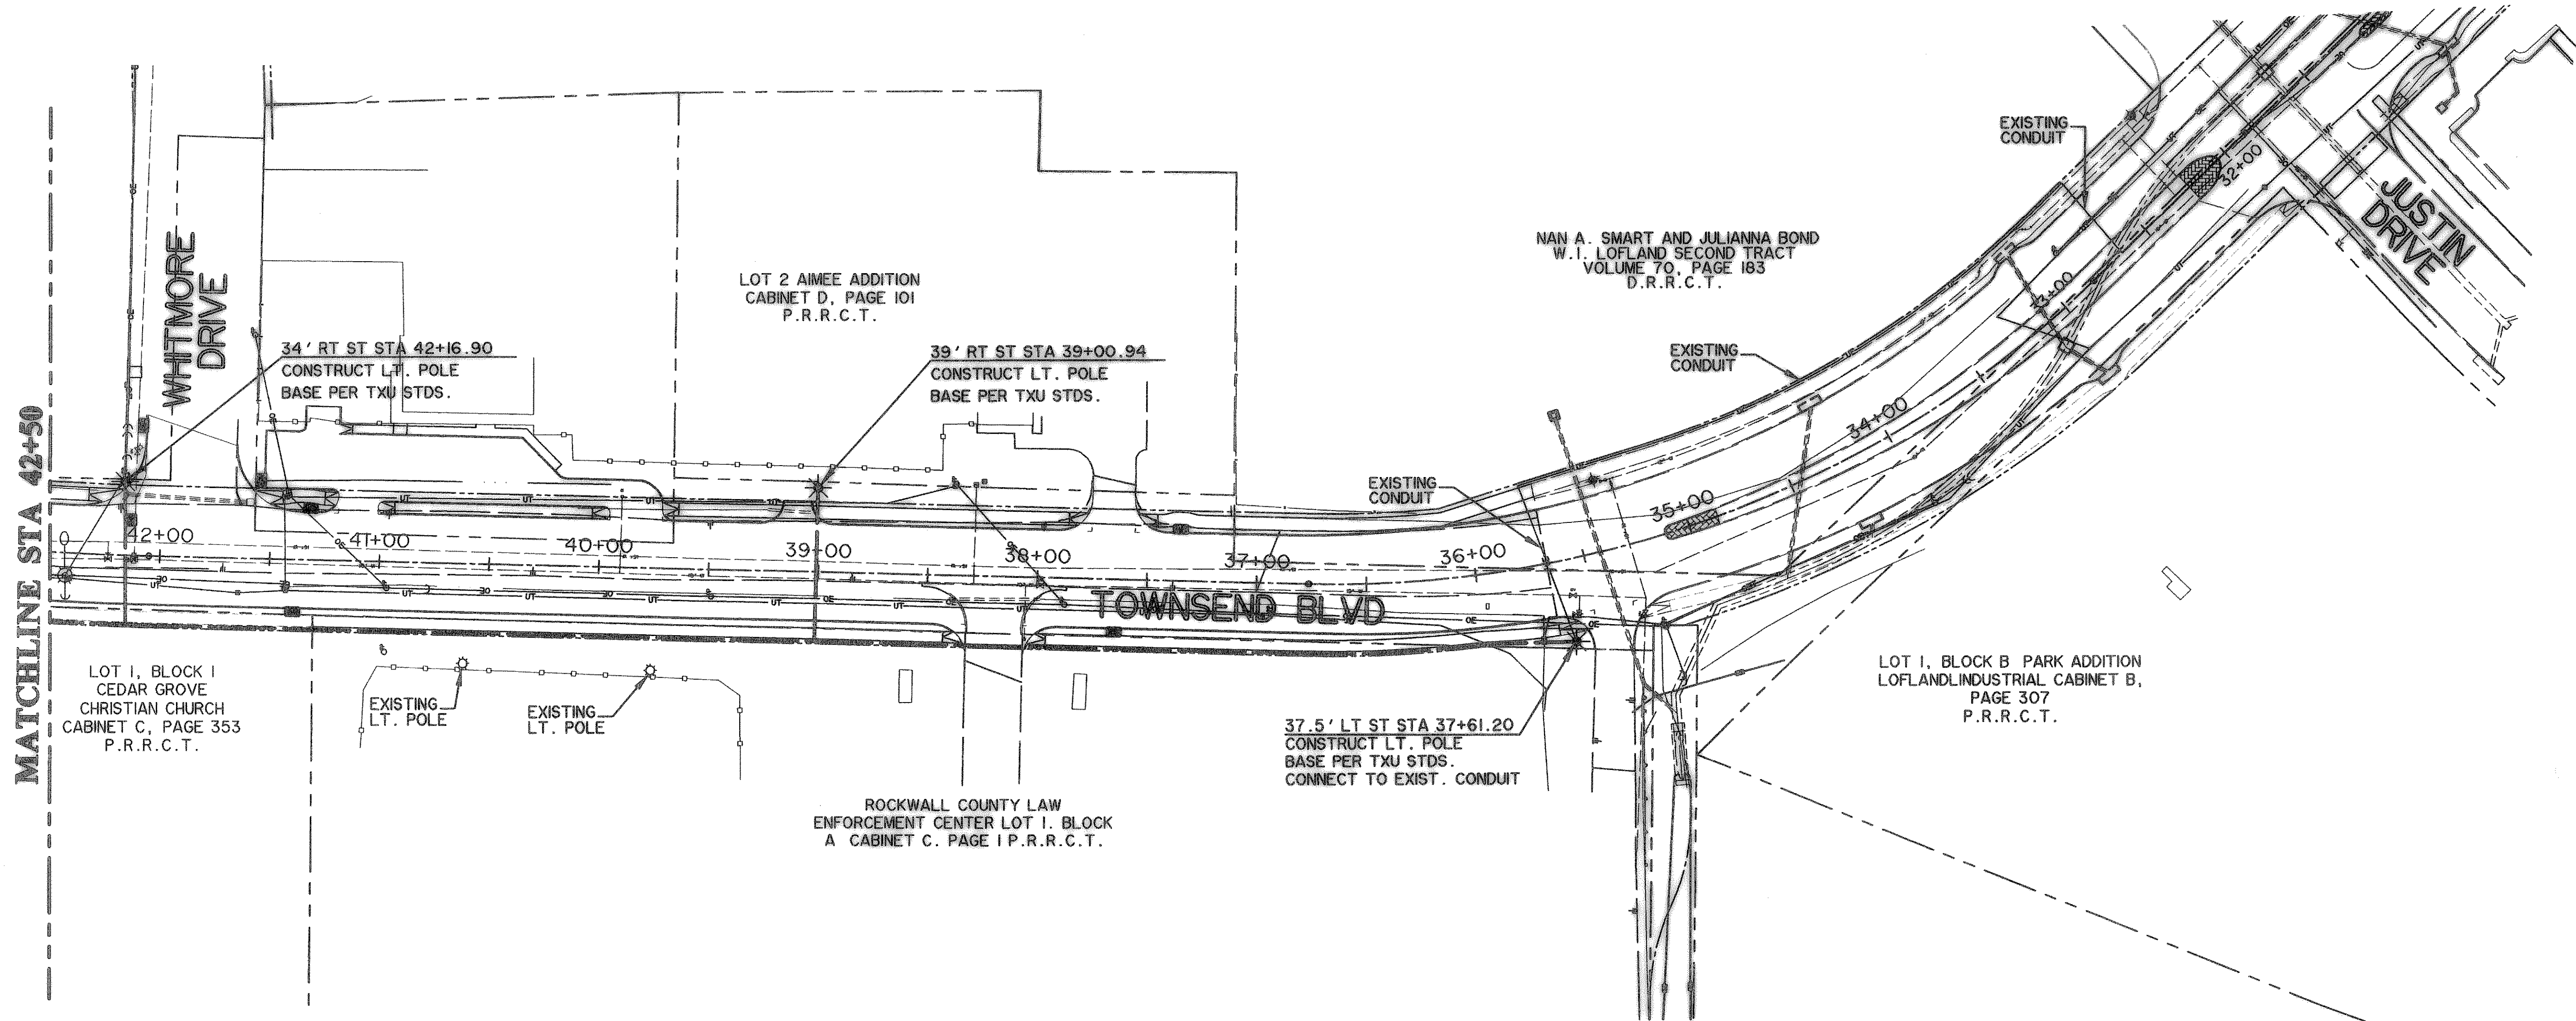 MATCHLINE STA 42+50
WHITMORE
DRIVE
34' RT ST STA 42+16.90
CONSTRUCT LT. POLE
BASE PER TXU STDS.
LOT 2 AIMEE ADDITION
CABINET D, PAGE 101
P.R.R.C.T.
39' RT ST STA 39+00.94
CONSTRUCT LT. POLE
BASE PER TXU STDS.
NAN A. SMART AND JULIANNA BOND
W.I. LOFLAND SECOND TRACT
VOLUME 70, PAGE 183
D.R.R.C.T.
EXISTING
CONDUIT
EXISTING
CONDUIT
EXISTING
CONDUIT
JUSTIN
DRIVE
42+00
41+00
40+00
39+00
38+00
37+00
36+00
35+00
34+00
32+00
TOWNSEND BLVD
LOT 1, BLOCK 1
CEDAR GROVE
CHRISTIAN CHURCH
CABINET C, PAGE 353
P.R.R.C.T.
EXISTING
LT. POLE
EXISTING
LT. POLE
ROCKWALL COUNTY LAW
ENFORCEMENT CENTER LOT 1. BLOCK
A CABINET C. PAGE 1 P.R.R.C.T.
37.5' LT ST STA 37+61.20
CONSTRUCT LT. POLE
BASE PER TXU STDS.
CONNECT TO EXIST. CONDUIT
LOT 1, BLOCK B PARK ADDITION
LOFLANDLINDUSTRIAL CABINET B,
PAGE 307
P.R.R.C.T.